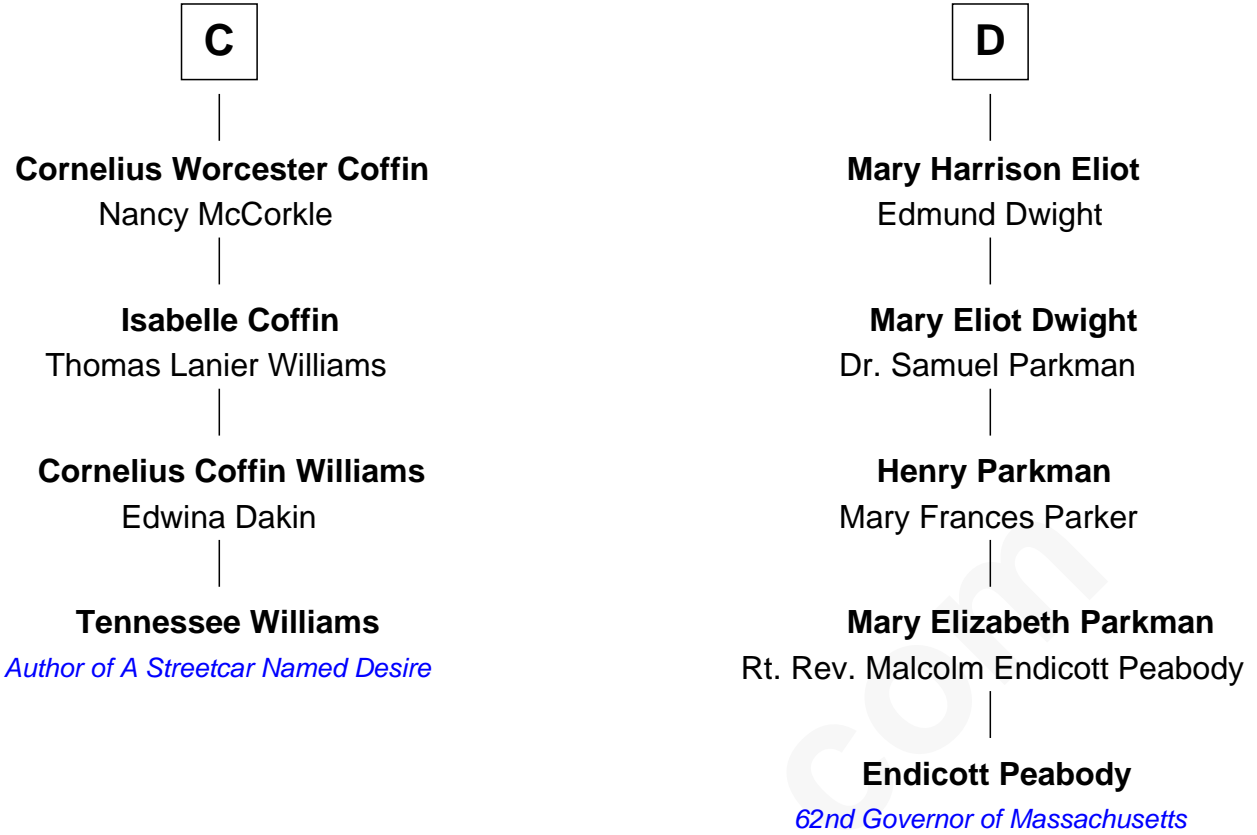 C
Cornelius Worcester Coffin
Nancy McCorkle
Isabelle Coffin
Thomas Lanier Williams
Cornelius Coffin Williams
Edwina Dakin
Tennessee Williams
Author of A Streetcar Named Desire
D
Mary Harrison Eliot
Edmund Dwight
Mary Eliot Dwight
Dr. Samuel Parkman
Henry Parkman
Mary Frances Parker
Mary Elizabeth Parkman
Rt. Rev. Malcolm Endicott Peabody
Endicott Peabody
62nd Governor of Massachusetts
com